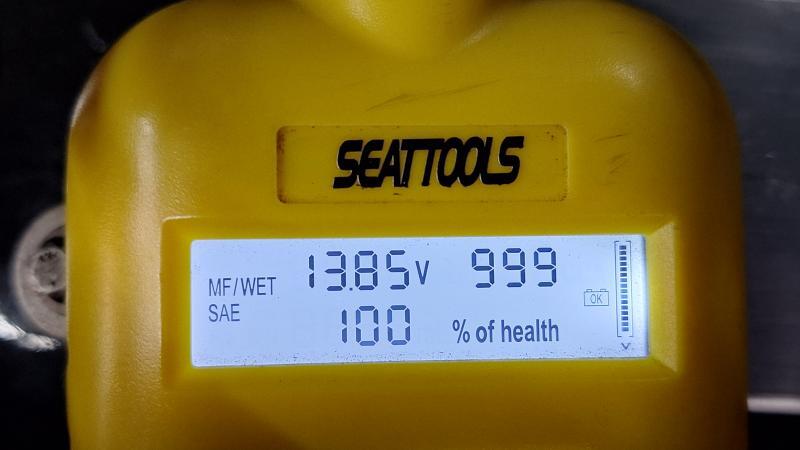 SEATTOOLS
MF/WET 13.85V 999
SAE 100 % of health
OK